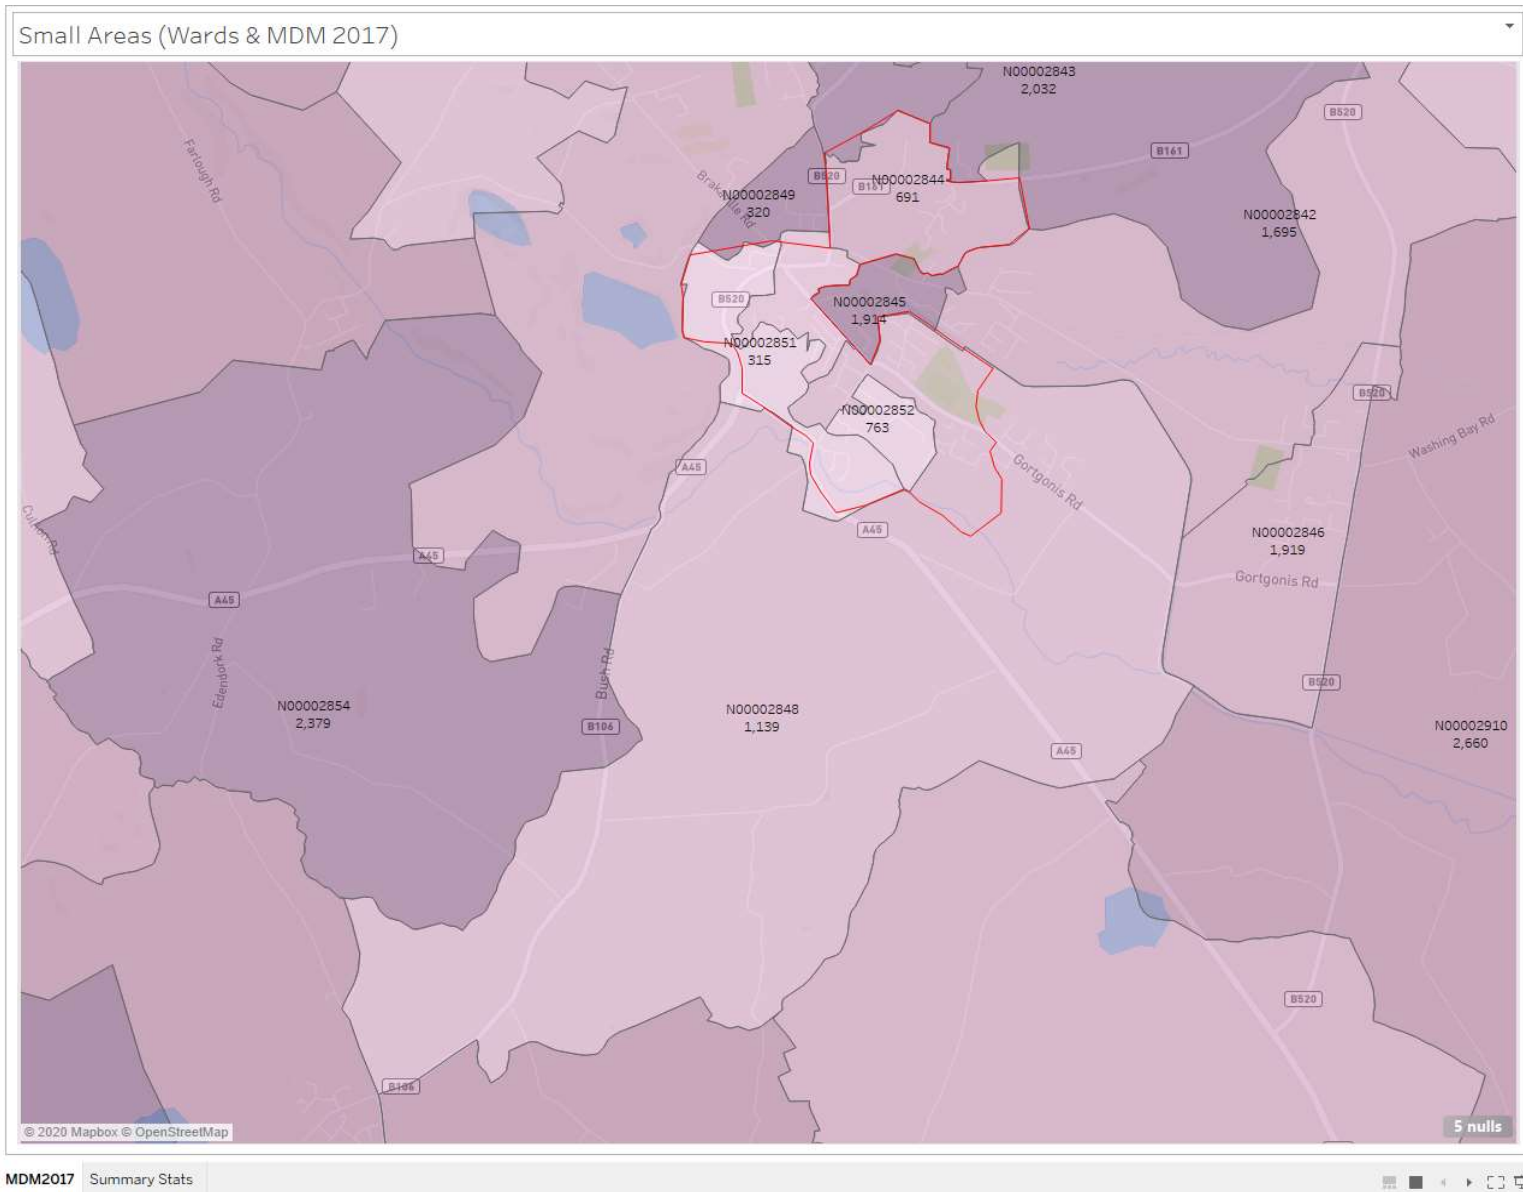 Small Areas (Wards & MDM 2017)
N00002843
2,032
B520
B161
Farlough Rd
B520
B161
N00002844
691
Brakaville Rd
N00002849
320
N00002842
1,695
B520
N00002845
1,914
N00002851
315
B520
N00002852
763
Washing Bay Rd
A45
Gortgonis Rd
A45
N00002846
1,919
A45
Gortgonis Rd
A45
Edendork Rd
Bush Rd
B520
N00002854
2,379
N00002848
1,139
B106
N00002910
2,660
A45
B520
B106
© 2020 Mapbox © OpenStreetMap
5 nulls
MDM2017 Summary Stats